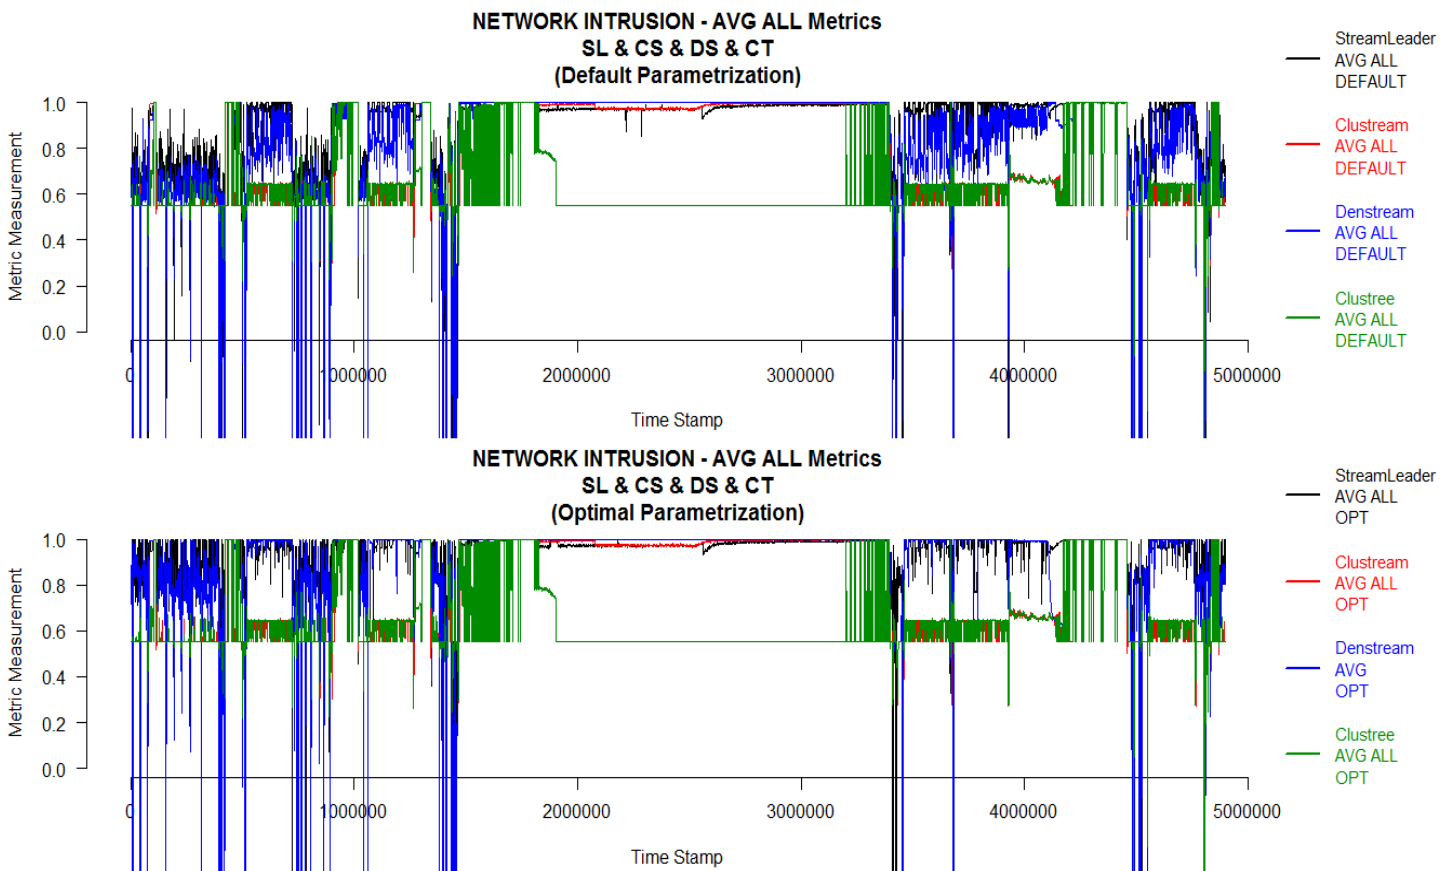 NETWORK INTRUSION - AVG ALL Metrics
SL & CS & DS & CT
(Default Parametrization)
StreamLeader
AVG ALL
DEFAULT
Clustream
AVG ALL
DEFAULT
Denstream
AVG ALL
DEFAULT
Clustree
AVG ALL
DEFAULT
Metric Measurement
1.0
0.8
0.6
0.4
0.2
0.0
0 1000000 2000000 3000000 4000000 5000000
Time Stamp
NETWORK INTRUSION - AVG ALL Metrics
SL & CS & DS & CT
(Optimal Parametrization)
StreamLeader
AVG ALL
OPT
Clustream
AVG ALL
OPT
Denstream
AVG
OPT
Clustree
AVG ALL
OPT
Metric Measurement
1.0
0.8
0.6
0.4
0.2
0.0
0 1000000 2000000 3000000 4000000 5000000
Time Stamp